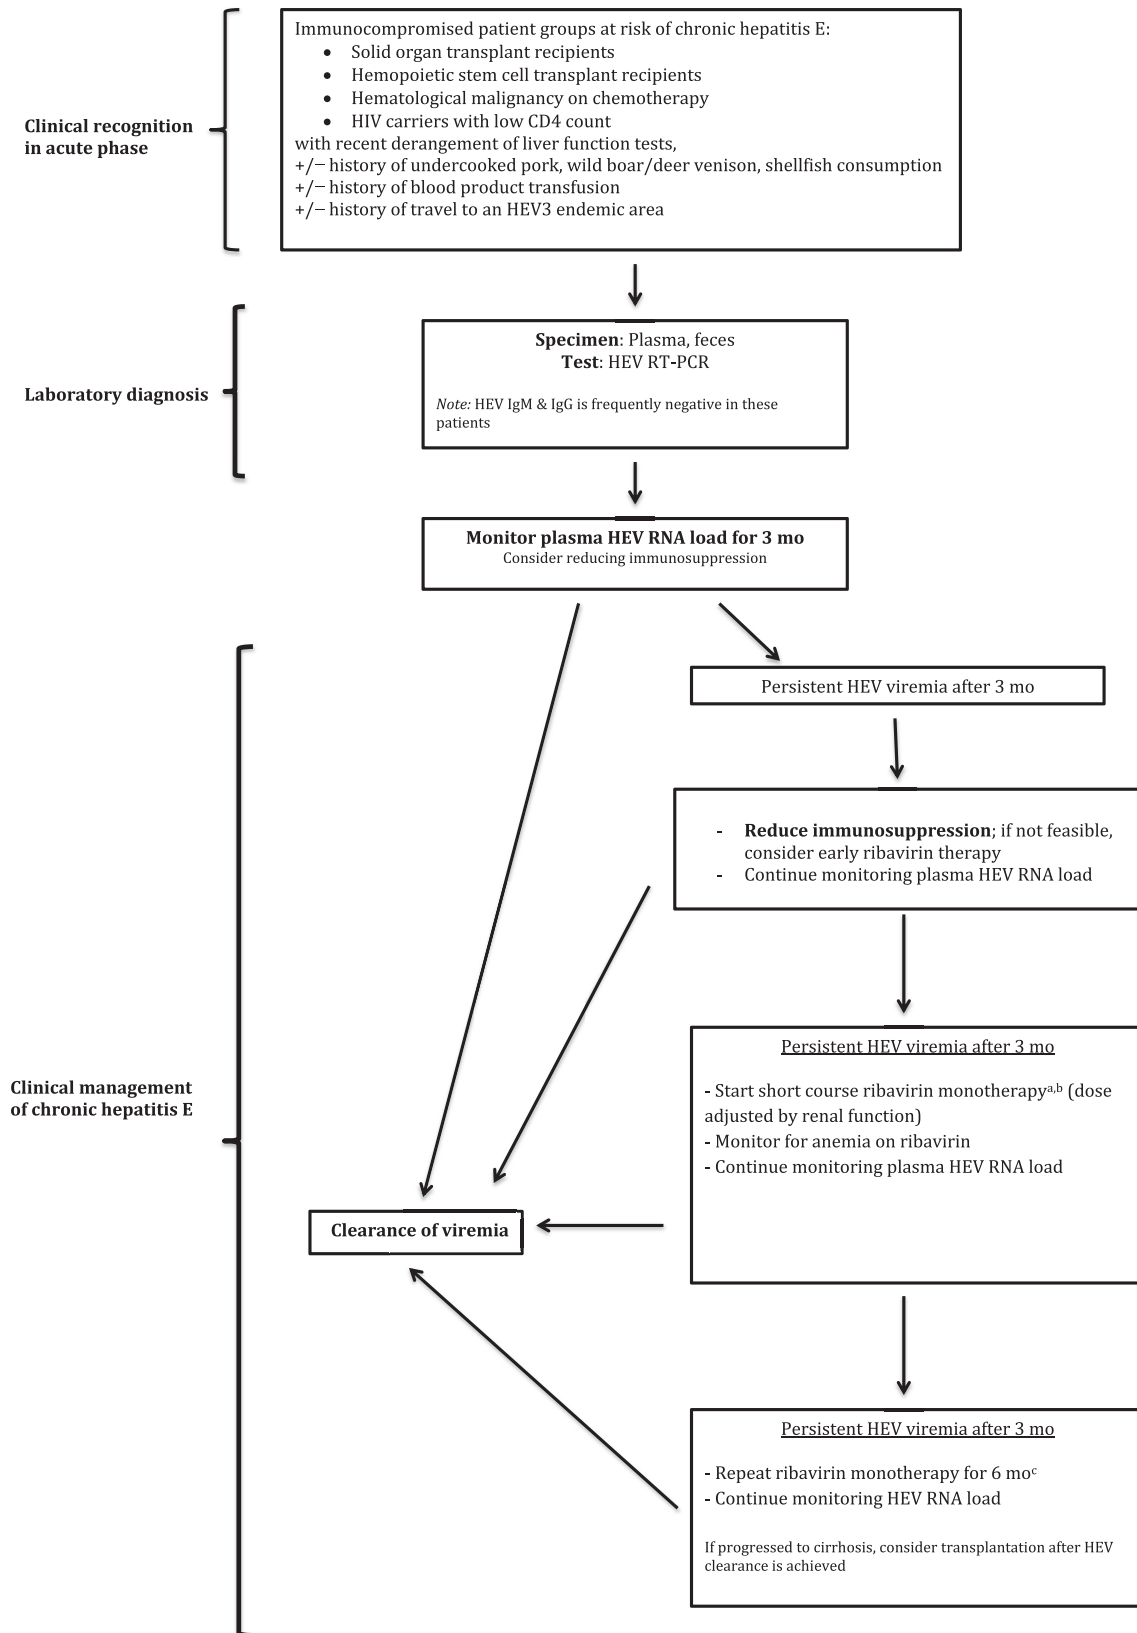 Clinical recognition
in acute phase
Immunocompromised patient groups at risk of chronic hepatitis E:
• Solid organ transplant recipients
• Hemopoietic stem cell transplant recipients
• Hematological malignancy on chemotherapy
• HIV carriers with low CD4 count
with recent derangement of liver function tests,
+/− history of undercooked pork, wild boar/deer venison, shellfish consumption
+/− history of blood product transfusion
+/− history of travel to an HEV3 endemic area
Laboratory diagnosis
Specimen: Plasma, feces
Test: HEV RT-PCR
Note: HEV IgM & IgG is frequently negative in these
patients
Monitor plasma HEV RNA load for 3 mo
Consider reducing immunosuppression
Clinical management
of chronic hepatitis E
Persistent HEV viremia after 3 mo
- Reduce immunosuppression; if not feasible,
consider early ribavirin therapy
- Continue monitoring plasma HEV RNA load
Persistent HEV viremia after 3 mo
- Start short course ribavirin monotherapya,b (dose
adjusted by renal function)
- Monitor for anemia on ribavirin
- Continue monitoring plasma HEV RNA load
Clearance of viremia
Persistent HEV viremia after 3 mo
- Repeat ribavirin monotherapy for 6 moc
- Continue monitoring HEV RNA load
If progressed to cirrhosis, consider transplantation after HEV
clearance is achieved